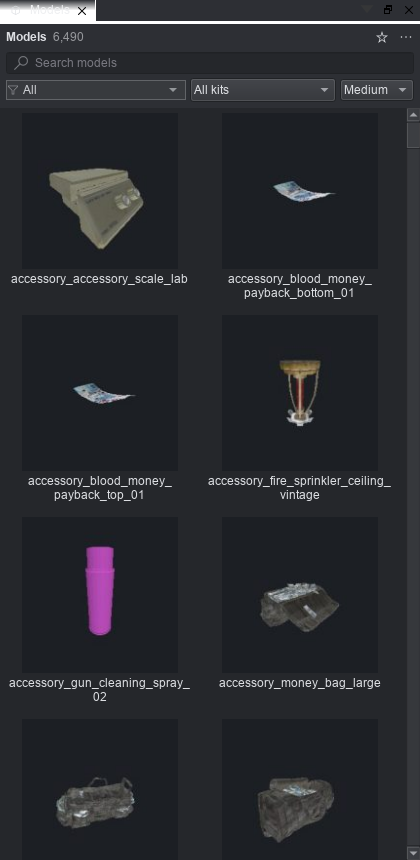 Models
Models 6,490
Search models
All
All kits
Medium
accessory_accessory_scale_lab
accessory_blood_money_
payback_bottom_01
accessory_blood_money_
payback_top_01
accessory_fire_sprinkler_ceiling_
vintage
accessory_gun_cleaning_spray_
02
accessory_money_bag_large